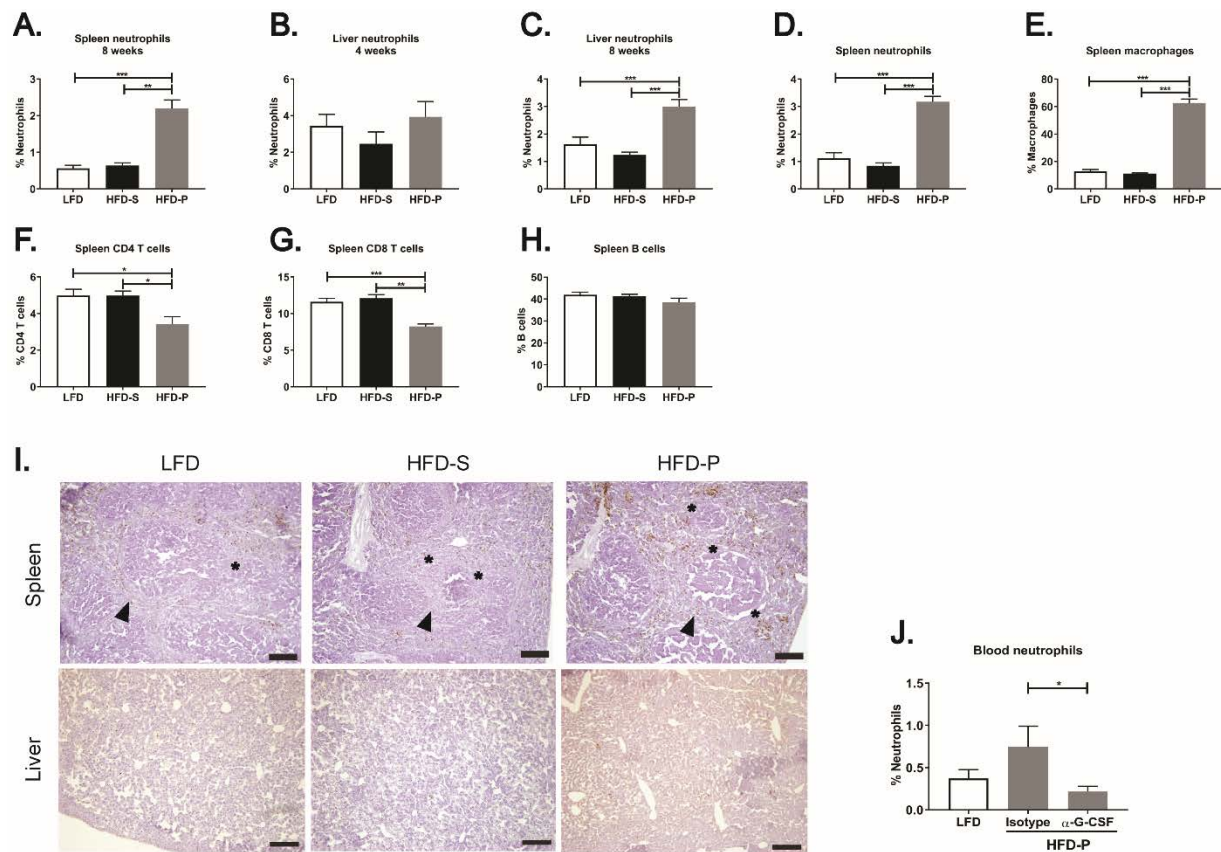 A.
Spleen neutrophils
8 weeks
% Neutrophils
3
2
1
0
***
**
LFD
HFD-S
HFD-P
B.
Liver neutrophils
4 weeks
% Neutrophils
6
4
2
0
LFD
HFD-S
HFD-P
C.
Liver neutrophils
8 weeks
% Neutrophils
4
3
2
1
0
***
***
LFD
HFD-S
HFD-P
D.
Spleen neutrophils
% Neutrophils
4
3
2
1
0
***
***
LFD
HFD-S
HFD-P
E.
Spleen macrophages
% Macrophages
80
60
40
20
0
***
***
LFD
HFD-S
HFD-P
F.
Spleen CD4 T cells
% CD4 T cells
6
4
2
0
*
*
LFD
HFD-S
HFD-P
G.
Spleen CD8 T cells
% CD8 T cells
15
10
5
0
***
**
LFD
HFD-S
HFD-P
H.
Spleen B cells
% B cells
50
40
30
20
10
0
LFD
HFD-S
HFD-P
I.
LFD
HFD-S
HFD-P
Spleen
*
*
*
*
*
*
Liver
J.
Blood neutrophils
% Neutrophils
1.5
1.0
0.5
0.0
*
LFD
Isotype
α-G-CSF
HFD-P